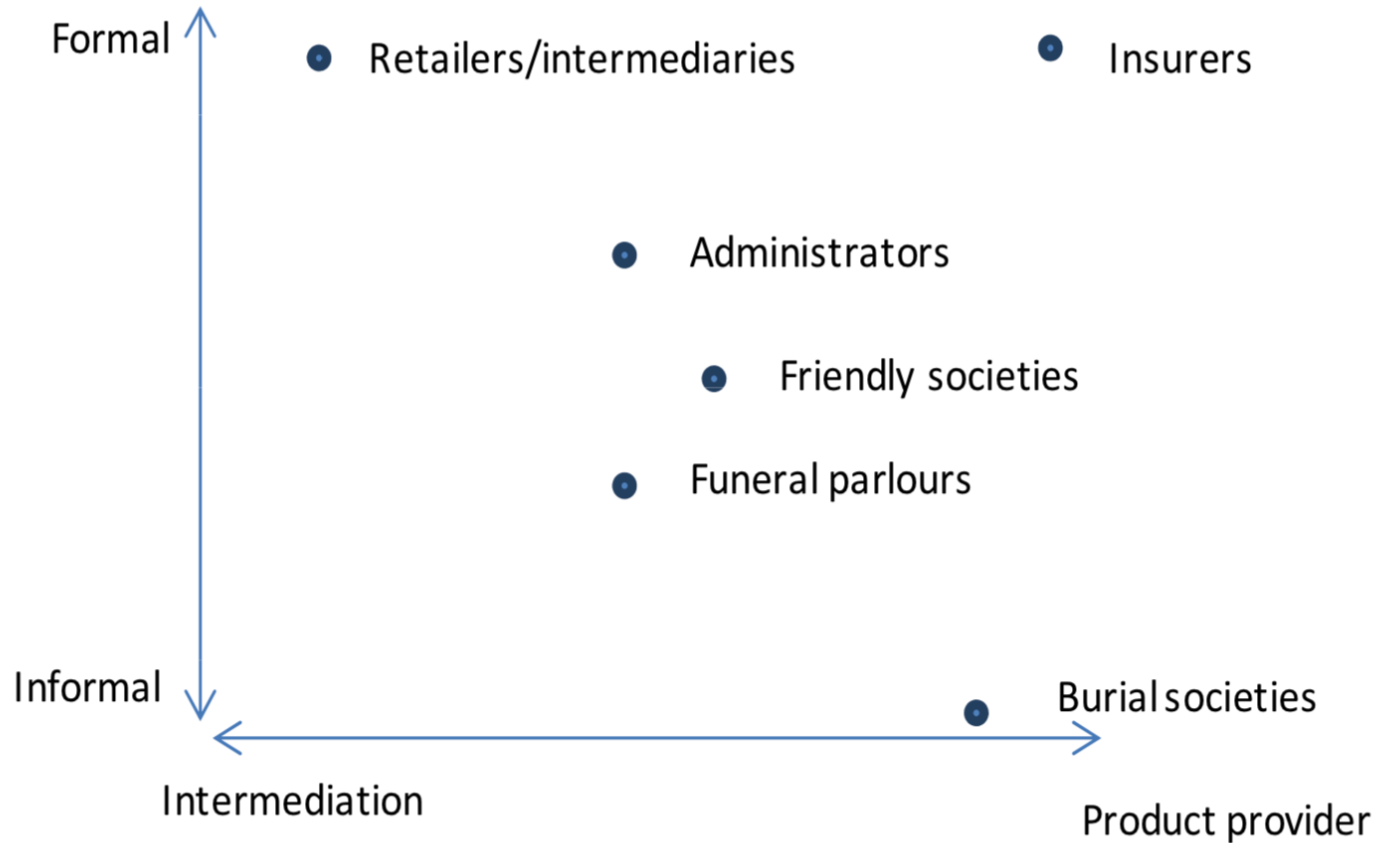 Formal
Retailers/intermediaries
Insurers
Administrators
Friendly societies
Funeral parlours
Informal
Burial societies
Intermediation
Product provider